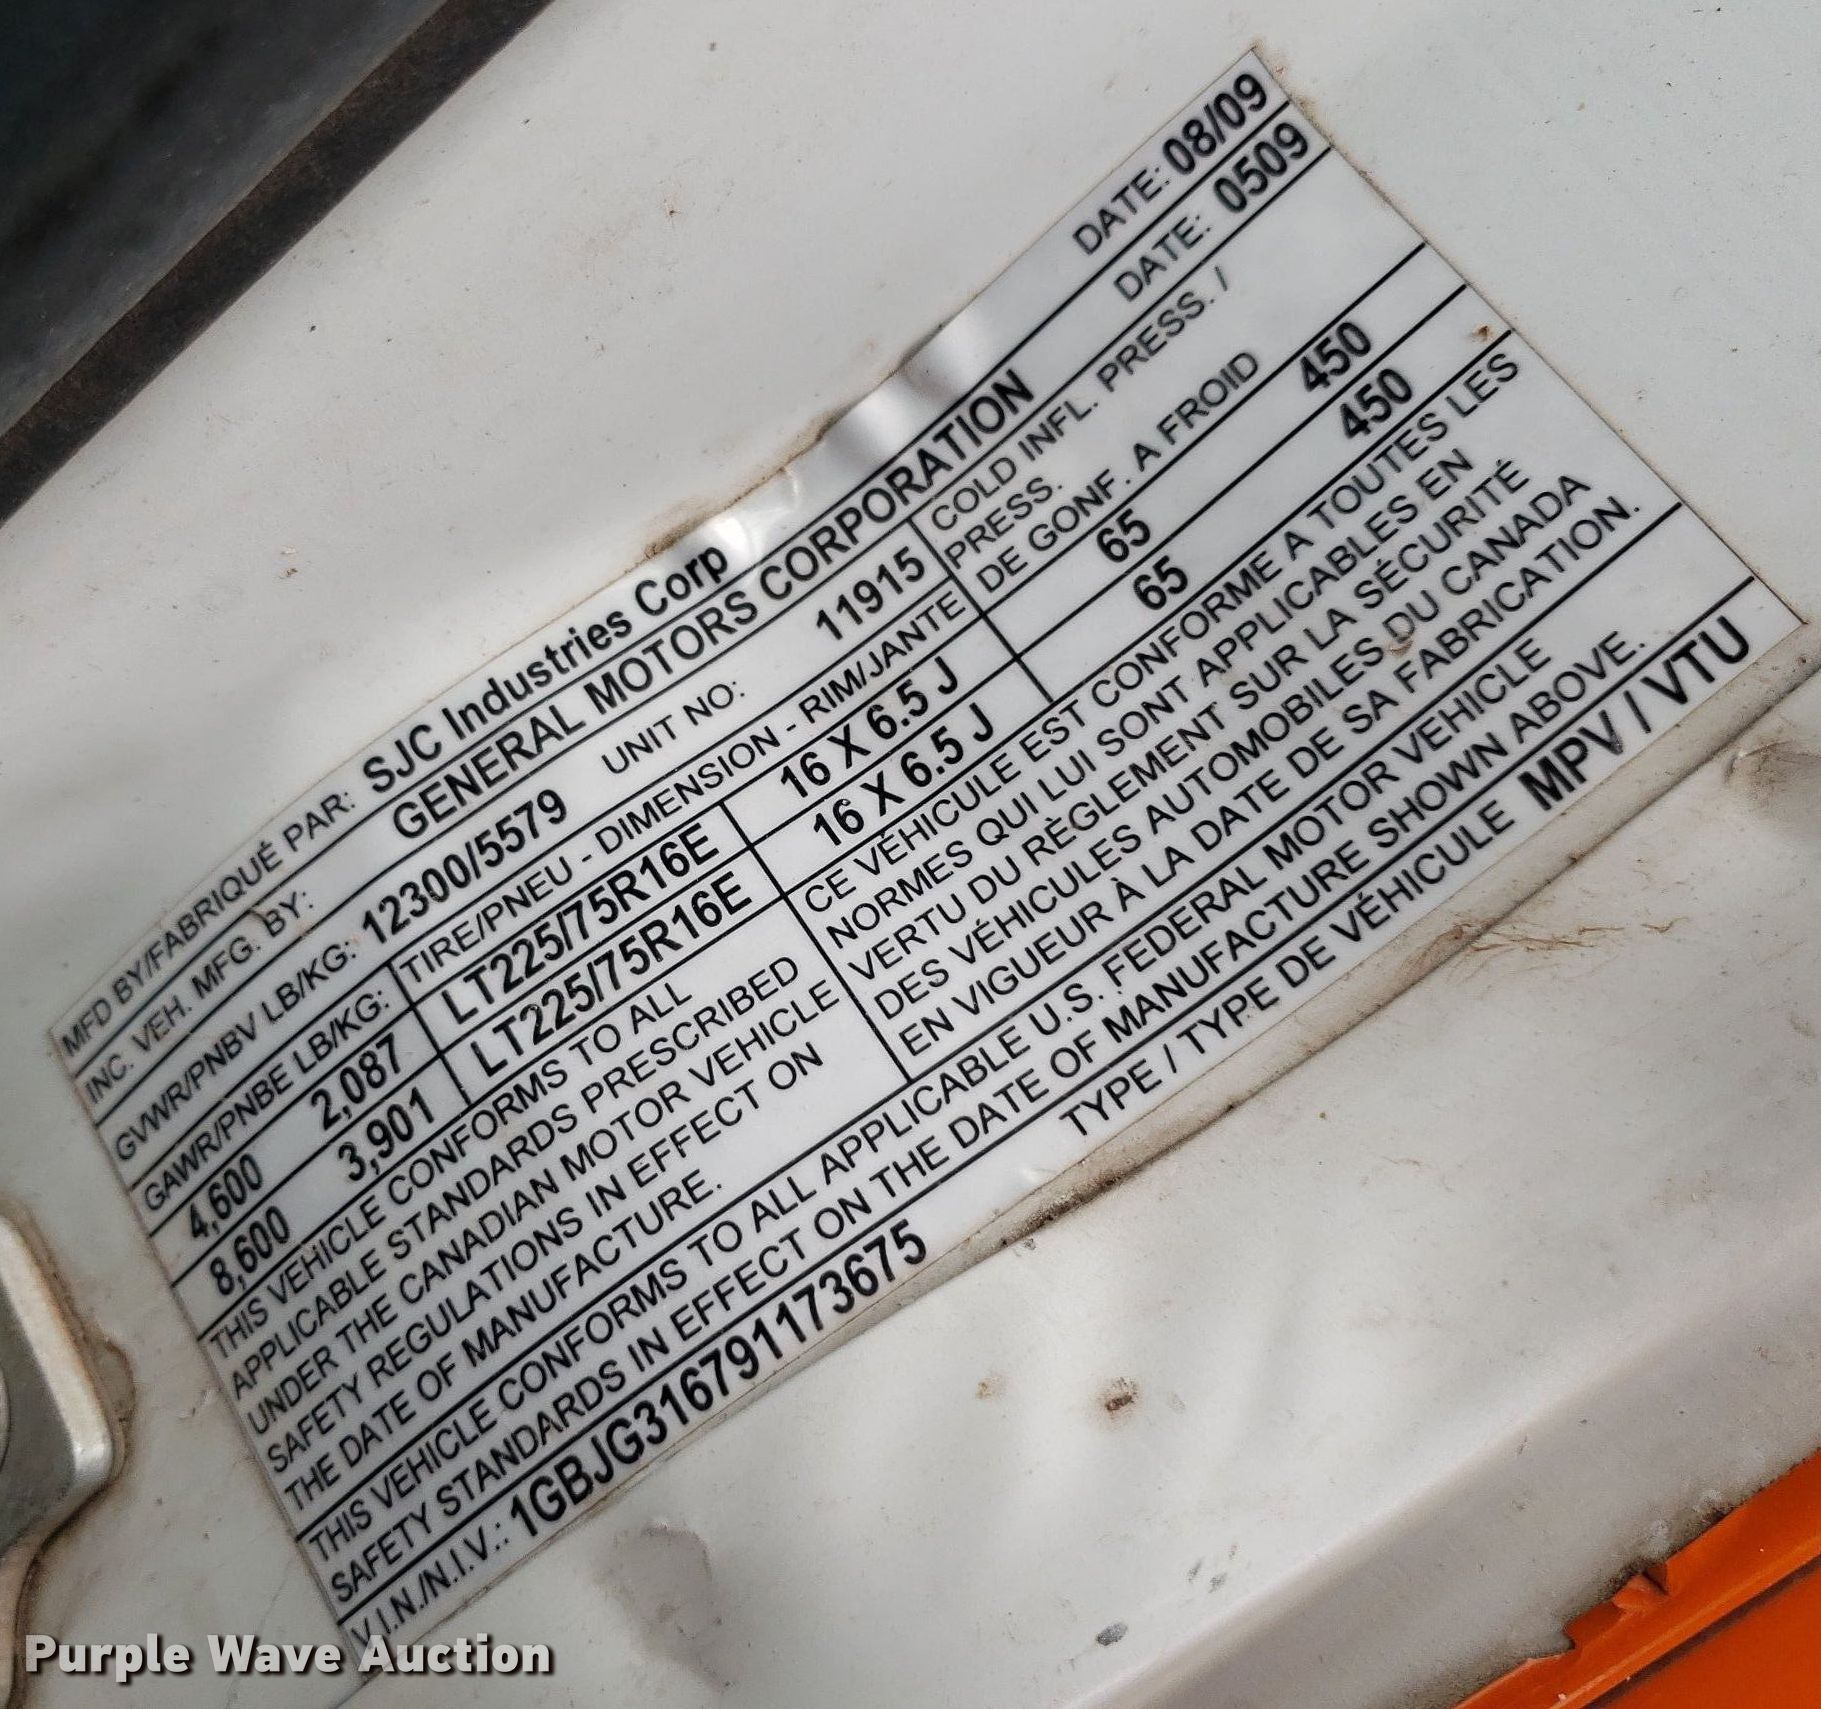 MFD BY/FABRIQUÉ PAR: SJC Industries Corp DATE: 08/09
INC. VEH. MFG. BY: GENERAL MOTORS CORPORATION DATE: 0509
GVWR/PNBV LB/KG: 12300/5579 UNIT NO: 11915
COLD INFL. PRESS. /
PRESS.
DE GONF. A FROID
GAWR/PNBE LB/KG: TIRE/PNEU - DIMENSION - RIM/JANTE
4,600 2,087 LT225/75R16E 16 X 6.5 J 65 450
8,600 3,901 LT225/75R16E 16 X 6.5 J 65 450
THIS VEHICLE CONFORMS TO ALL
APPLICABLE STANDARDS PRESCRIBED
UNDER THE CANADIAN MOTOR VEHICLE
SAFETY REGULATIONS IN EFFECT ON
THE DATE OF MANUFACTURE.
CE VÉHICULE EST CONFORME A TOUTES LES
NORMES QUI LUI SONT APPLICABLES EN
VERTU DU RÈGLEMENT SUR LA SÉCURITÉ
DES VÉHICULES AUTOMOBILES DU CANADA
EN VIGUEUR À LA DATE DE SA FABRICATION.
THIS VEHICLE CONFORMS TO ALL APPLICABLE U.S. FEDERAL MOTOR VEHICLE
SAFETY STANDARDS IN EFFECT ON THE DATE OF MANUFACTURE SHOWN ABOVE.
V.I.N./N.I.V.: 1GBJG316791173675 TYPE / TYPE DE VÉHICULE MPV / VTU
Purple Wave Auction